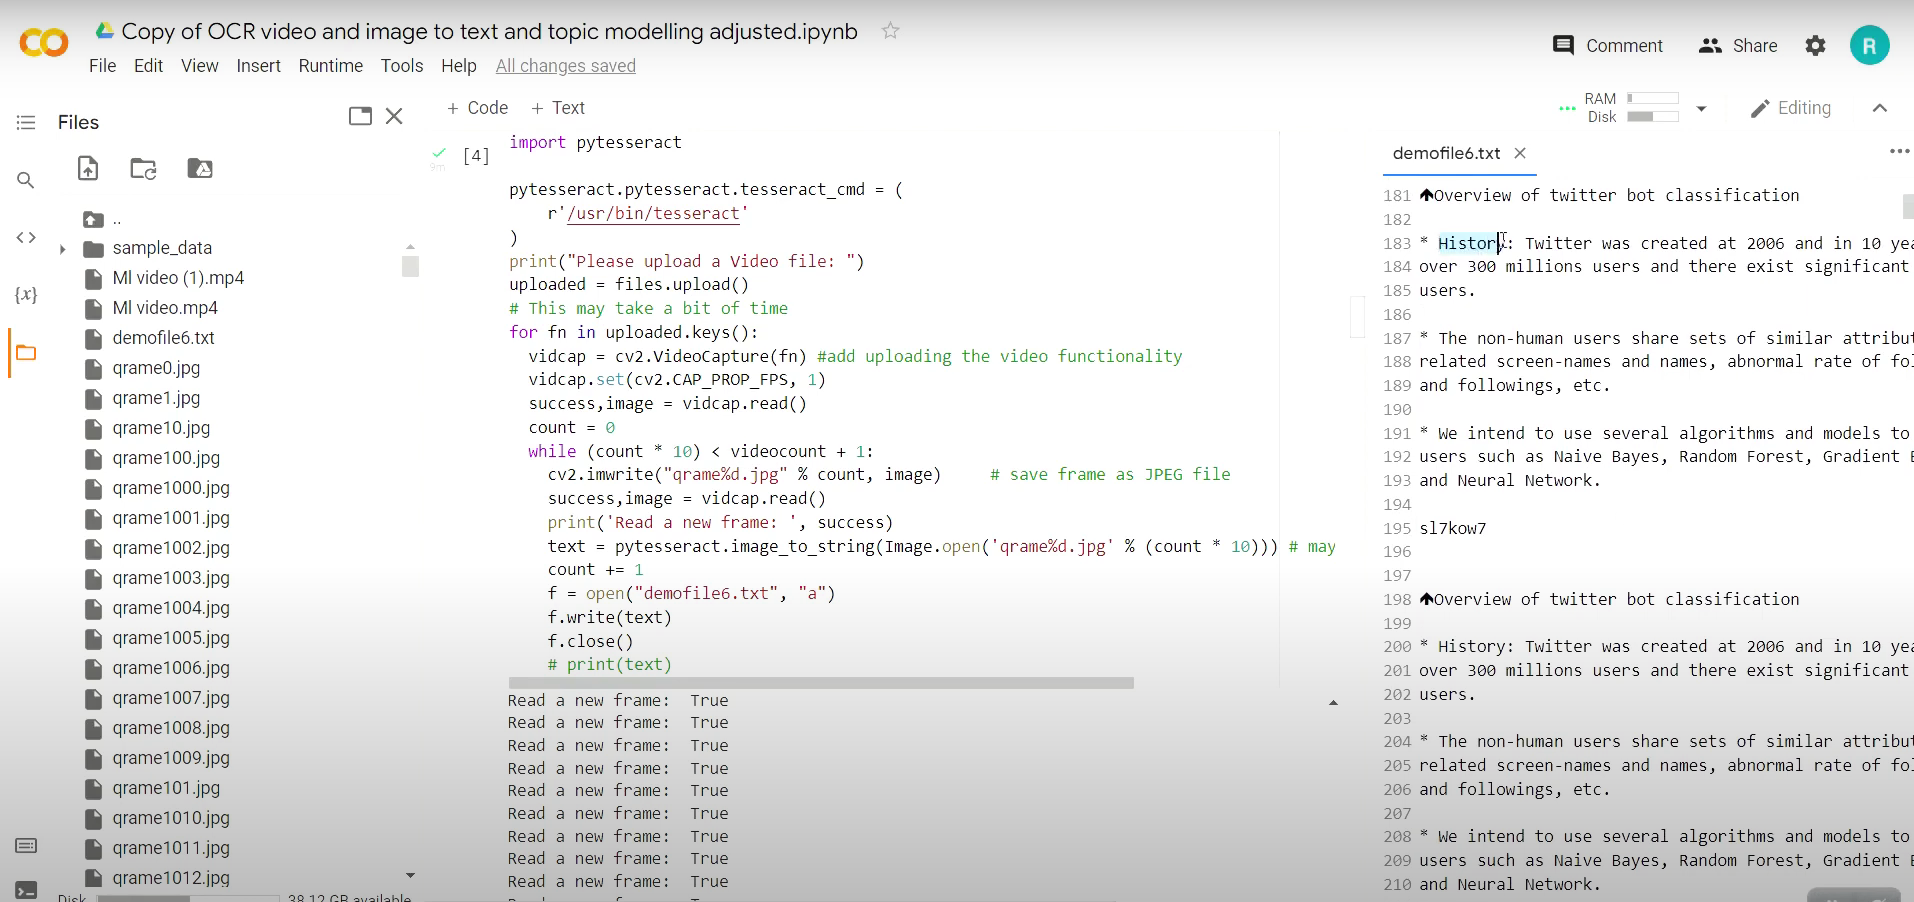 Copy of OCR video and image to text and topic modelling adjusted.ipynb
File Edit View Insert Runtime Tools Help All changes saved
Comment Share R
Files
+ Code + Text
RAM
Disk
Editing
..
sample_data
Ml video (1).mp4
Ml video.mp4
demofile6.txt
qrame0.jpg
qrame1.jpg
qrame10.jpg
qrame100.jpg
qrame1000.jpg
qrame1001.jpg
qrame1002.jpg
qrame1003.jpg
qrame1004.jpg
qrame1005.jpg
qrame1006.jpg
qrame1007.jpg
qrame1008.jpg
qrame1009.jpg
qrame101.jpg
qrame1010.jpg
qrame1011.jpg
qrame1012.jpg
Disk 38.12 GB available
[4]
9m
import pytesseract
pytesseract.pytesseract.tesseract_cmd = (
r'/usr/bin/tesseract'
)
print("Please upload a Video file: ")
uploaded = files.upload()
# This may take a bit of time
for fn in uploaded.keys():
vidcap = cv2.VideoCapture(fn) #add uploading the video functionality
vidcap.set(cv2.CAP_PROP_FPS, 1)
success,image = vidcap.read()
count = 0
while (count * 10) < videocount + 1:
cv2.imwrite("qrame%d.jpg" % count, image) # save frame as JPEG file
success,image = vidcap.read()
print('Read a new frame: ', success)
text = pytesseract.image_to_string(Image.open('qrame%d.jpg' % (count * 10))) # may
count += 1
f = open("demofile6.txt", "a")
f.write(text)
f.close()
# print(text)
Read a new frame: True
Read a new frame: True
Read a new frame: True
Read a new frame: True
Read a new frame: True
Read a new frame: True
Read a new frame: True
Read a new frame: True
Read a new frame: True
demofile6.txt
181 🡅Overview of twitter bot classification
182
183 * History: Twitter was created at 2006 and in 10 yea
184 over 300 millions users and there exist significant
185 users.
186
187 * The non-human users share sets of similar attribut
188 related screen-names and names, abnormal rate of fol
189 and followings, etc.
190
191 * We intend to use several algorithms and models to
192 users such as Naive Bayes, Random Forest, Gradient
193 and Neural Network.
194
195 sl7kow7
196
197
198 🡅Overview of twitter bot classification
199
200 * History: Twitter was created at 2006 and in 10 yea
201 over 300 millions users and there exist significant
202 users.
203
204 * The non-human users share sets of similar attribut
205 related screen-names and names, abnormal rate of fol
206 and followings, etc.
207
208 * We intend to use several algorithms and models to
209 users such as Naive Bayes, Random Forest, Gradient
210 and Neural Network.